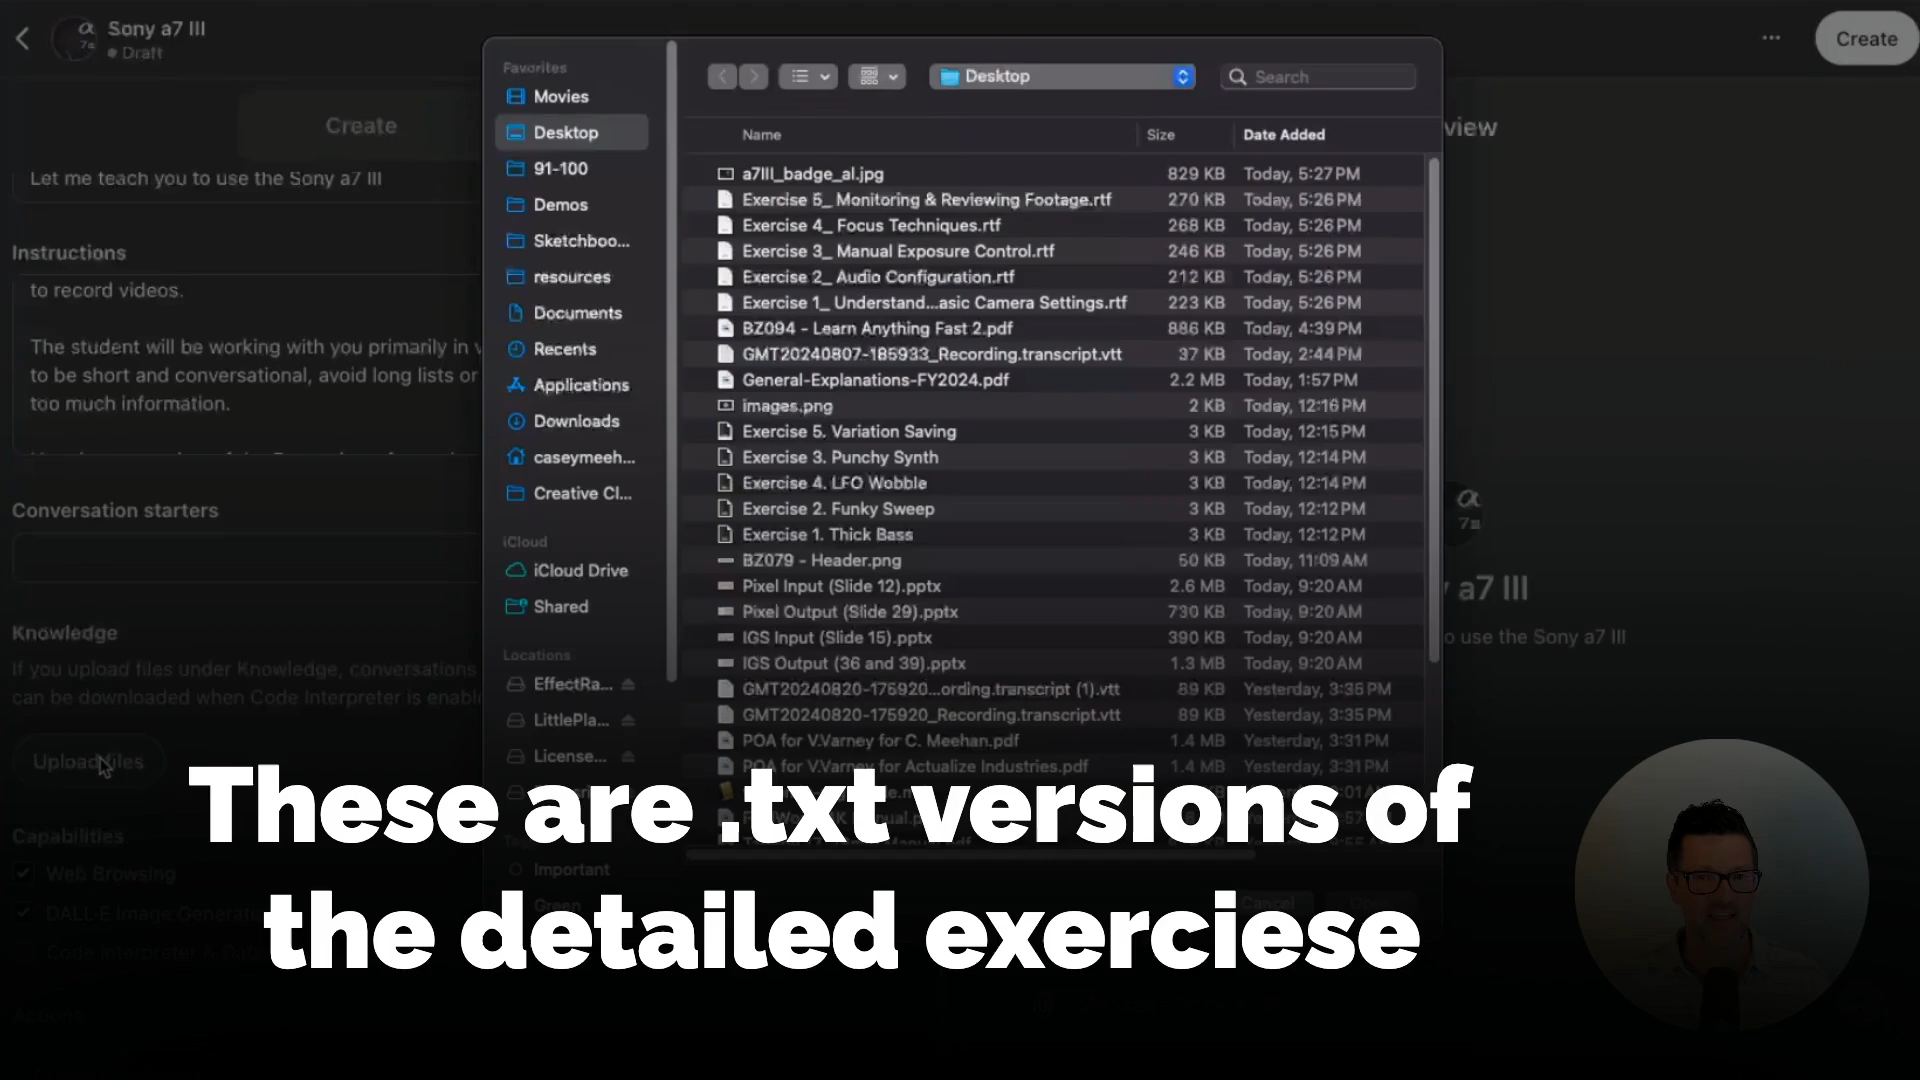 Sony a7 III
Draft
Create
Create
Let me teach you to use the Sony a7 III
Instructions
to record videos.
The student will be working with you primarily in v
to be short and conversational, avoid long lists or
too much information.
Conversation starters
Knowledge
If you upload files under Knowledge, conversations
can be downloaded when Code Interpreter is enabl
Upload files
Capabilities
Web Browsing
Favorites
Movies
Desktop
91-100
Demos
Sketchboo...
resources
Documents
Recents
Applications
Downloads
caseymeeh...
Creative Cl...
iCloud
iCloud Drive
Shared
Locations
EffectRa...
LittlePla...
License...
Important
Green
Desktop
Search
Name Size Date Added
a7III_badge_al.jpg 829 KB Today, 5:27 PM
Exercise 5_ Monitoring & Reviewing Footage.rtf 270 KB Today, 5:26 PM
Exercise 4_ Focus Techniques.rtf 268 KB Today, 5:26 PM
Exercise 3_ Manual Exposure Control.rtf 246 KB Today, 5:26 PM
Exercise 2_ Audio Configuration.rtf 212 KB Today, 5:26 PM
Exercise 1_ Understand...asic Camera Settings.rtf 223 KB Today, 5:26 PM
BZ094 - Learn Anything Fast 2.pdf 886 KB Today, 4:39 PM
GMT20240807-185933_Recording.transcript.vtt 37 KB Today, 2:44 PM
General-Explanations-FY2024.pdf 2.2 MB Today, 1:57 PM
images.png 2 KB Today, 12:16 PM
Exercise 5. Variation Saving 3 KB Today, 12:15 PM
Exercise 3. Punchy Synth 3 KB Today, 12:14 PM
Exercise 4. LFO Wobble 3 KB Today, 12:14 PM
Exercise 2. Funky Sweep 3 KB Today, 12:12 PM
Exercise 1. Thick Bass 3 KB Today, 12:12 PM
BZ079 - Header.png 50 KB Today, 11:09 AM
Pixel Input (Slide 12).pptx 2.6 MB Today, 9:20 AM
Pixel Output (Slide 29).pptx 730 KB Today, 9:20 AM
IGS Input (Slide 15).pptx 390 KB Today, 9:20 AM
IGS Output (36 and 39).pptx 1.3 MB Today, 9:20 AM
GMT20240820-175920...ording.transcript (1).vtt 89 KB Yesterday, 3:36 PM
GMT20240820-175920_Recording.transcript.vtt 89 KB Yesterday, 3:35 PM
POA for V.Varney for C. Meehan.pdf 1.4 MB Yesterday, 3:31 PM
POA for V.Varney for Actualize Industries.pdf 1.4 MB Yesterday, 3:31 PM
Cancel
view
a7 III
o use the Sony a7 III
These are .txt versions of
the detailed exerciese